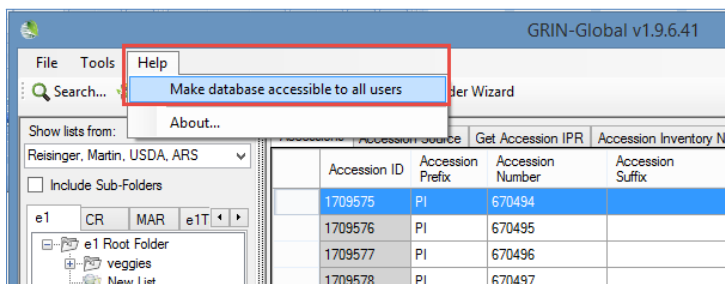 GRIN-Global v1.9.6.41
File Tools Help
Search... der Wizard
Make database accessible to all users
About...
Show lists from:
Reisinger, Martin, USDA, ARS
Include Sub-Folders
e1 CR MAR e1T
e1 Root Folder
veggies
New List
Accession Source Get Accession IPR Accession Inventory N
Accession ID Accession Prefix Accession Number Accession Suffix
1709575 PI 670494
1709576 PI 670495
1709577 PI 670496
1709578 PI 670497